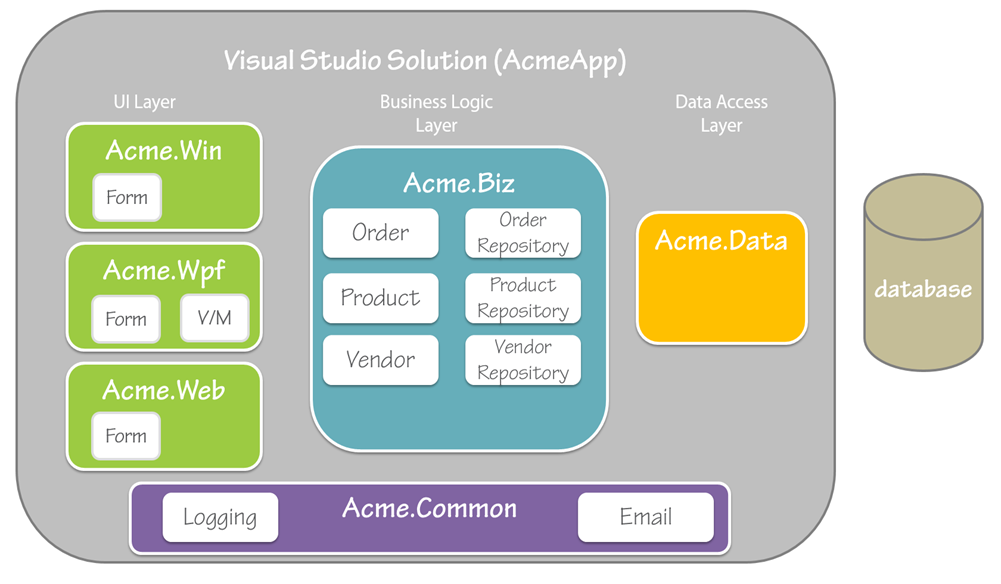 Visual Studio Solution (AcmeApp)
UI Layer
Business Logic
Layer
Data Access
Layer
Acme.Win
Form
Acme.Wpf
Form
V/M
Acme.Web
Form
Acme.Biz
Order
Order
Repository
Product
Product
Repository
Vendor
Vendor
Repository
Acme.Data
database
Logging
Acme.Common
Email